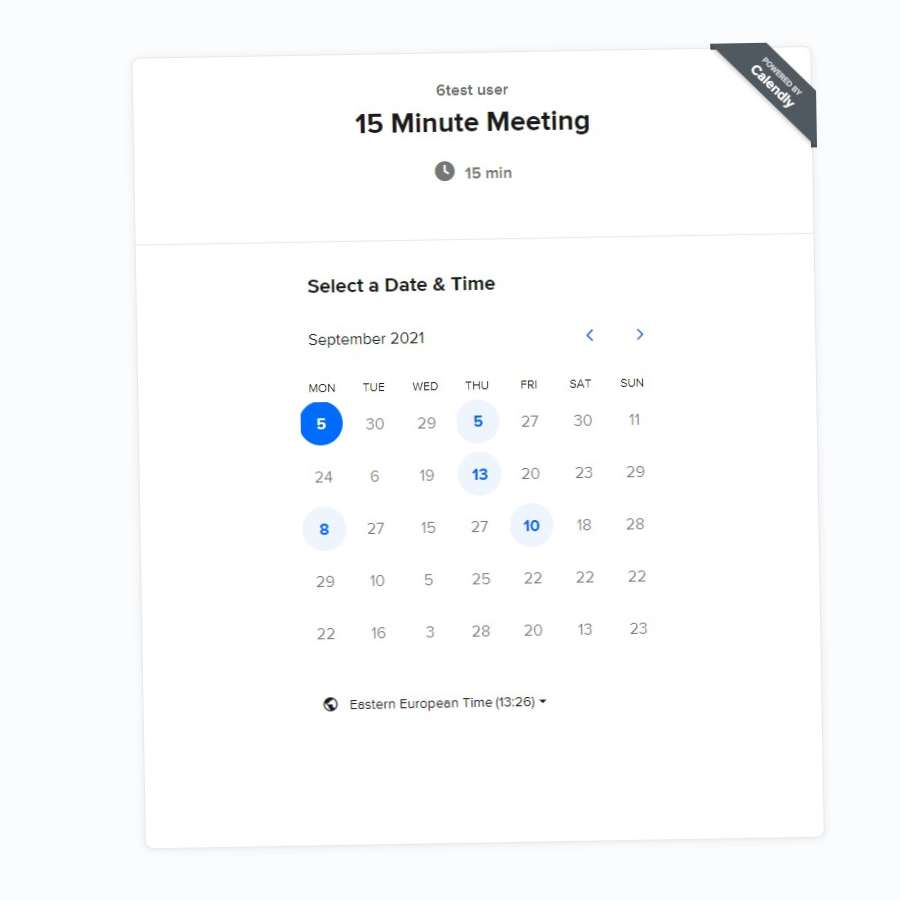 POWERED BY
Calendly
6test user
15 Minute Meeting
15 min
Select a Date & Time
September 2021
MON TUE WED THU FRI SAT SUN
5 30 29 5 27 30 11
24 6 19 13 20 23 29
8 27 15 27 10 18 28
29 10 5 25 22 22 22
22 16 3 28 20 13 23
Eastern European Time (13:26)